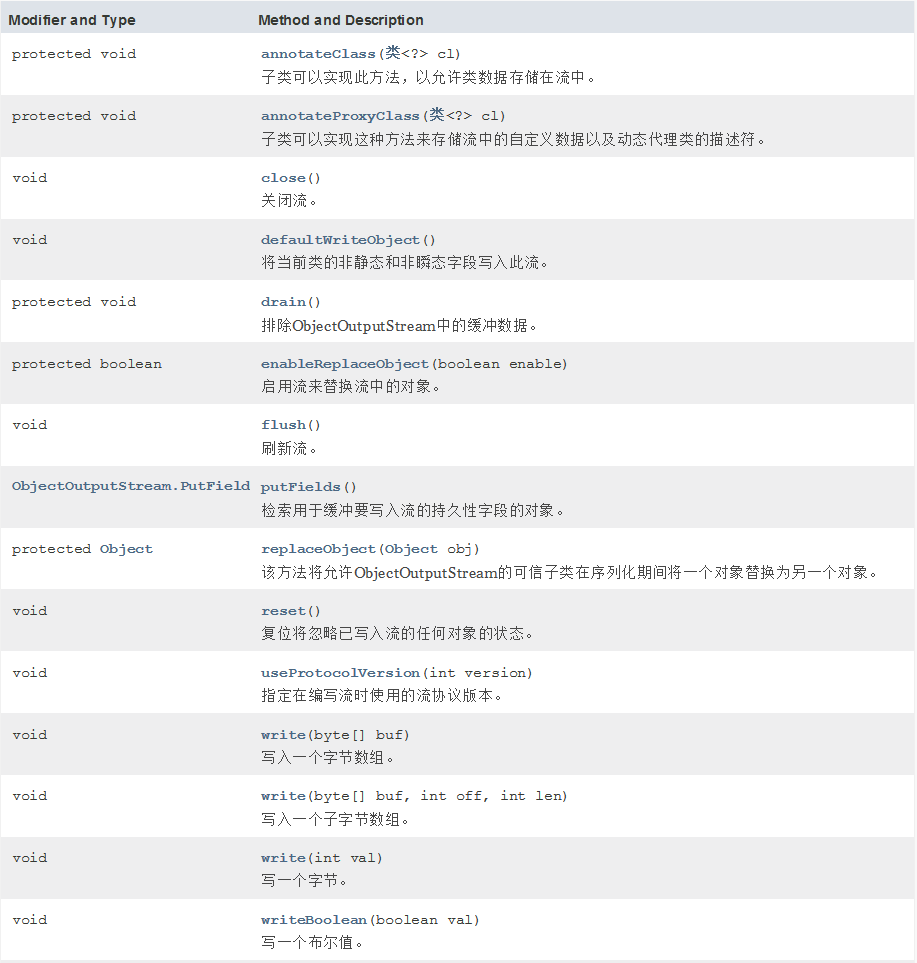 Modifier and Type Method and Description
protected void annotateClass(类<?> cl)
子类可以实现此方法，以允许类数据存储在流中。
protected void annotateProxyClass(类<?> cl)
子类可以实现这种方法来存储流中的自定义数据以及动态代理类的描述符。
void close()
关闭流。
void defaultWriteObject()
将当前类的非静态和非瞬态字段写入此流。
protected void drain()
排除ObjectOutputStream中的缓冲数据。
protected boolean enableReplaceObject(boolean enable)
启用流来替换流中的对象。
void flush()
刷新流。
ObjectOutputStream.PutField putFields()
检索用于缓冲要写入流的持久性字段的对象。
protected Object replaceObject(Object obj)
该方法将允许ObjectOutputStream的可信子类在序列化期间将一个对象替换为另一个对象。
void reset()
复位将忽略已写入流的任何对象的状态。
void useProtocolVersion(int version)
指定在编写流时使用的流协议版本。
void write(byte[] buf)
写入一个字节数组。
void write(byte[] buf, int off, int len)
写入一个子字节数组。
void write(int val)
写一个字节。
void writeBoolean(boolean val)
写一个布尔值。